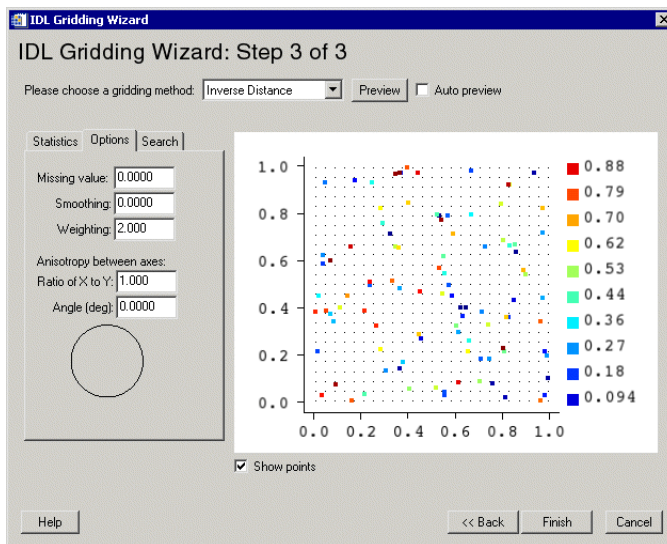 IDL Gridding Wizard
IDL Gridding Wizard: Step 3 of 3
Please choose a gridding method: Inverse Distance Preview Auto preview
Statistics Options Search
Missing value: 0.0000
Smoothing: 0.0000
Weighting: 2.000
Anisotropy between axes:
Ratio of X to Y: 1.000
Angle (deg): 0.0000
1.0
0.8
0.6
0.4
0.2
0.0
0.0 0.2 0.4 0.6 0.8 1.0
0.88
0.79
0.70
0.62
0.53
0.44
0.36
0.27
0.18
0.094
Show points
Help << Back Finish Cancel